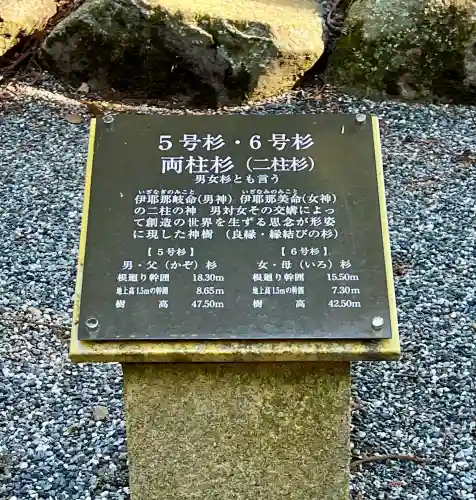 5号杉・6号杉
両柱杉（二柱杉）
男女杉とも言う
いざなぎのみこと いざなみのみこと
伊耶那岐命(男神) 伊耶那美命(女神)
の二柱の神 男対女その交媾によっ
て創造の世界を生ずる思念が形姿
に現した神樹（良縁・縁結びの杉）
【5号杉】 【6号杉】
男・父（かぞ）杉 女・母（いろ）杉
根廻り幹囲 18.30m 根廻り幹囲 15.50m
地上高1.5mの幹囲 8.65m 地上高1.5mの幹囲 7.30m
樹高 47.50m 樹高 42.50m